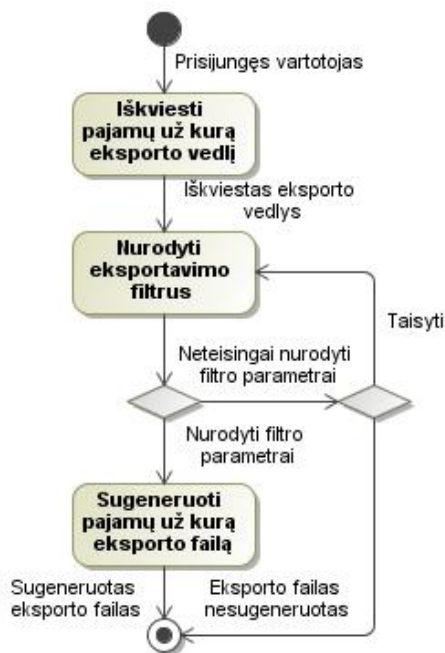 Prisijungęs vartotojas
Iškviesti
pajamų už kurą
eksporto vedlį
Iškviestas eksporto
vedlys
Nurodyti
eksportavimo
filtrus
Taisyti
Neteisingai nurodyti
filtro parametrai
Nurodyti filtro
parametrai
Sugeneruoti
pajamų už kurą
eksporto failą
Sugeneruotas
eksporto failas
Eksporto failas
nesugeneruotas